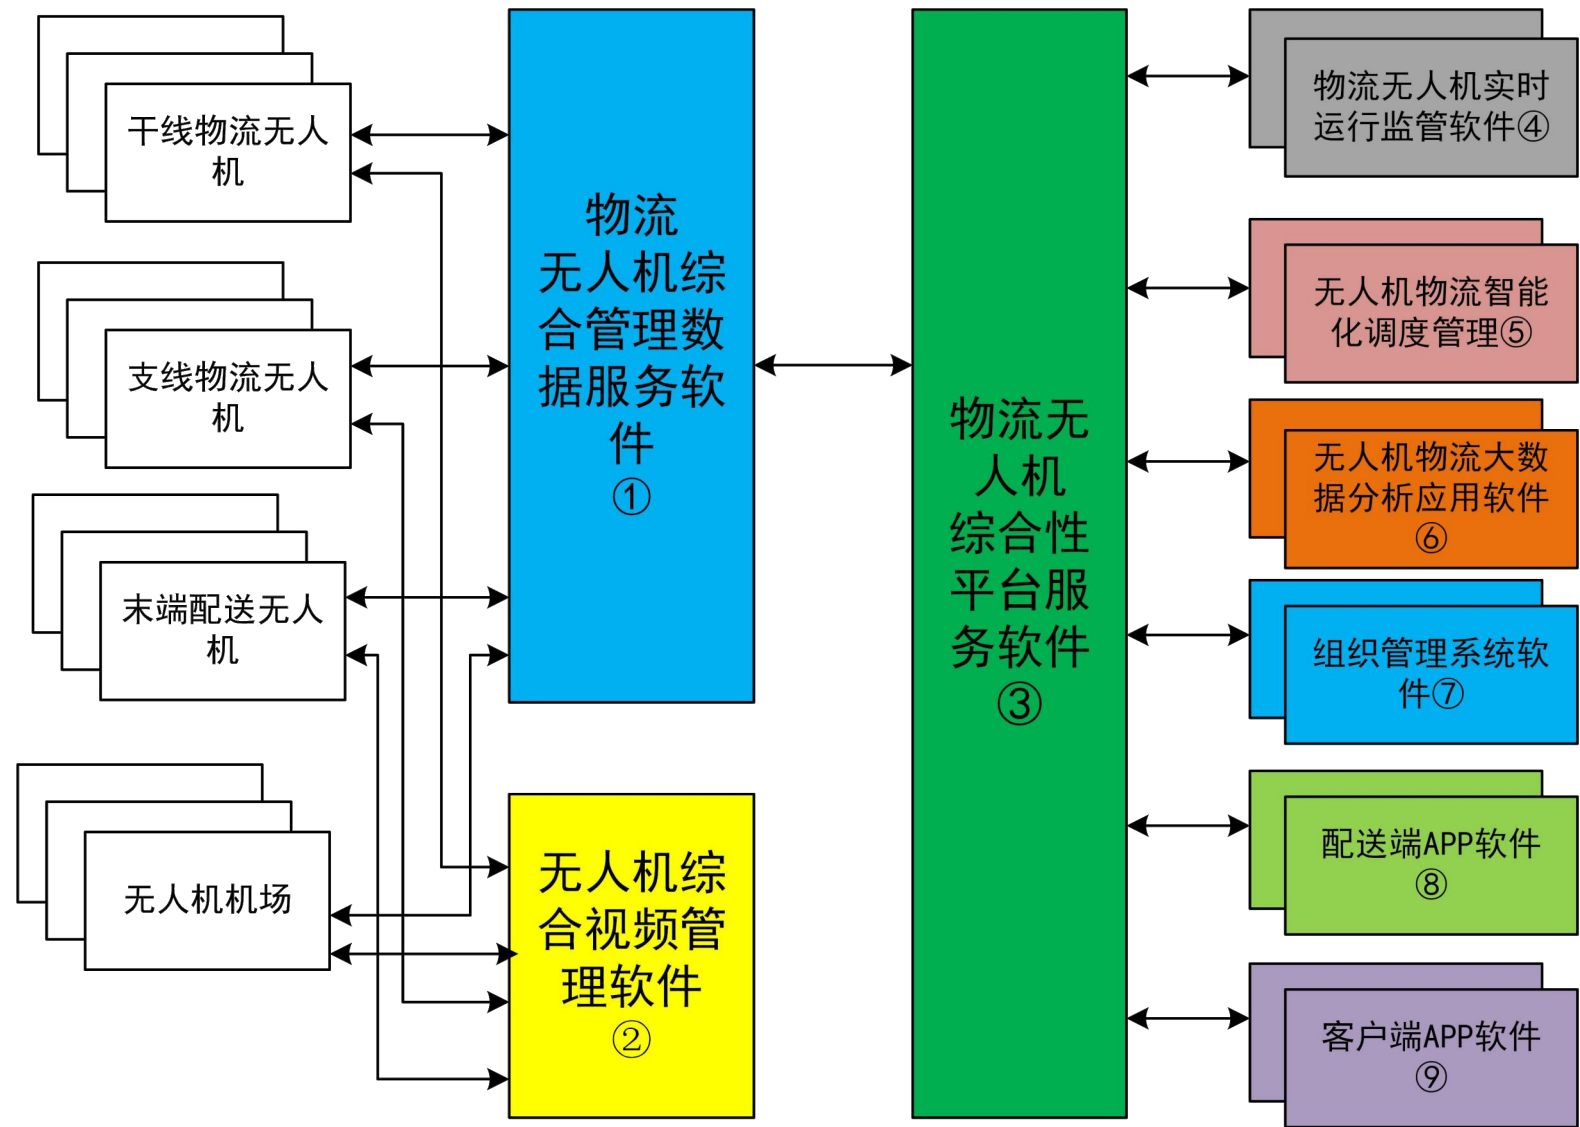 干线物流无人
机
支线物流无人
机
末端配送无人
机
无人机机场
物流
无人机综
合管理数
据服务软
件
①
无人机综
合视频管
理软件
②
物流无
人机
综合性
平台服
务软件
③
物流无人机实时
运行监管软件④
无人机物流智能
化调度管理⑤
无人机物流大数
据分析应用软件
⑥
组织管理系统软
件⑦
配送端APP软件
⑧
客户端APP软件
⑨